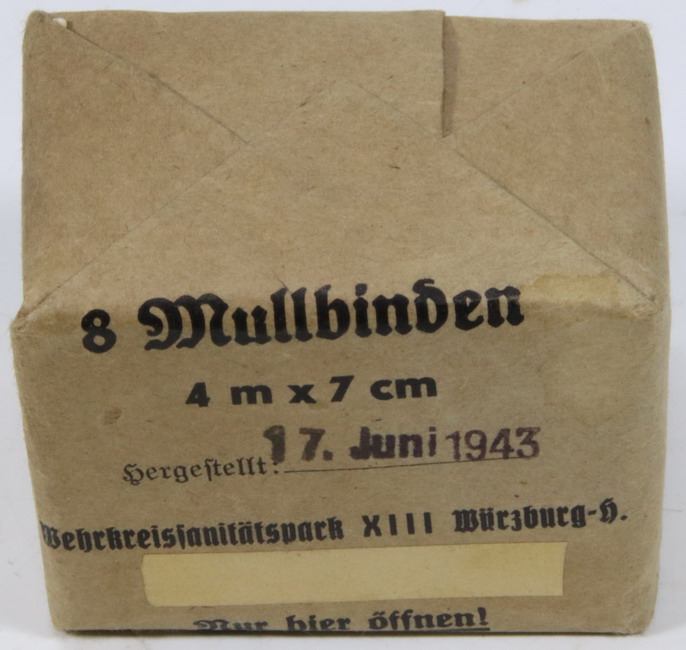 8 Mullbinden
4 m x 7 cm
Hergestellt: 17. Juni 1943
Wehrkreissanitätspark XIII Würzburg-H.
Nur hier öffnen!